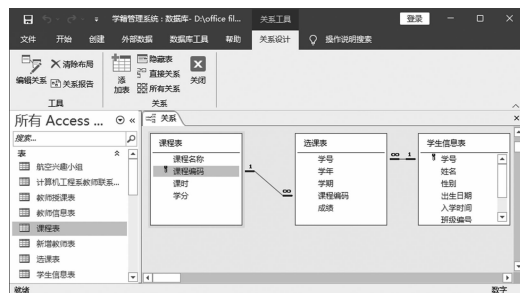 学籍管理系统：数据库- D:\office fil...
关系工具
登录
文件
开始
创建
外部数据
数据库工具
帮助
关系设计
操作说明搜索
编辑关系
清除布局
关系报告
工具
添加表
隐藏表
直接关系
所有关系
关闭
关系
所有 Access ...
搜索...
表
航空兴趣小组
计算机工程系教师联系...
教师授课表
教师信息表
课程表
新增教师表
选课表
学生信息表
关系
课程表
课程名称
课程编码
课时
学分
1
∞
选课表
学号
学年
学期
课程编码
成绩
∞
1
学生信息表
学号
姓名
性别
出生日期
入学时间
班级编号
就绪
数字